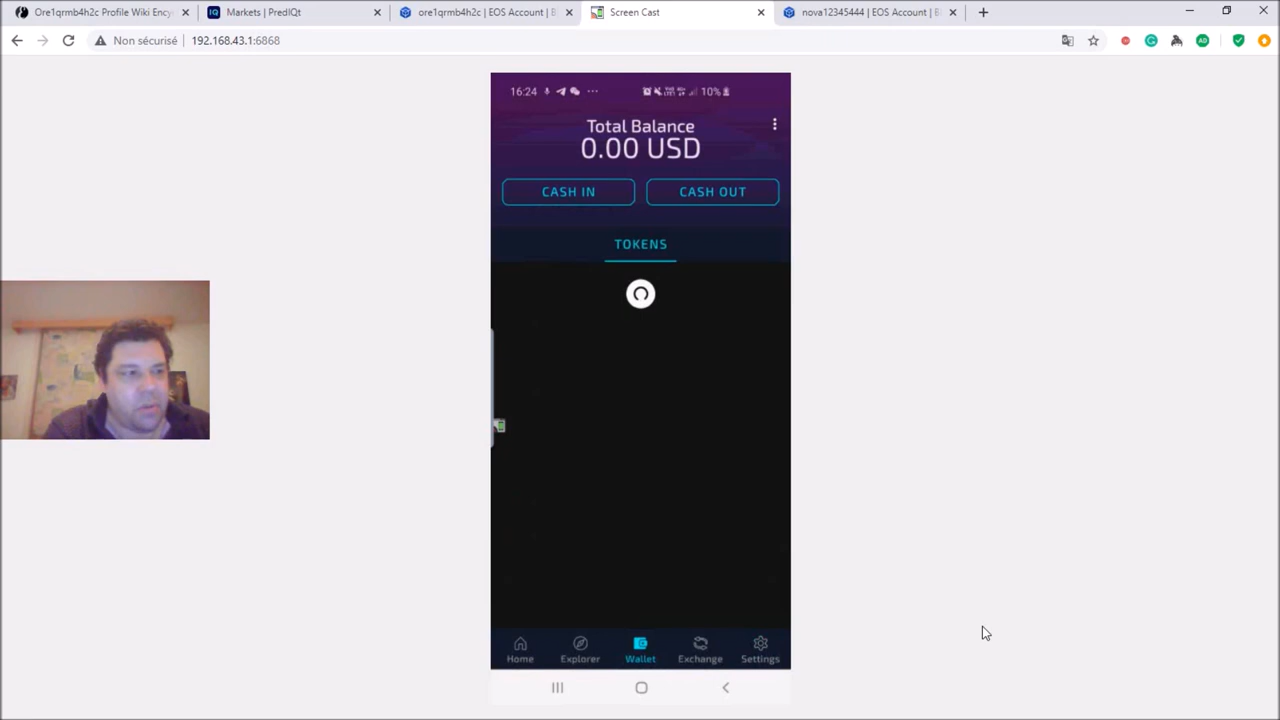 Ore1qrmb4h2c Profile Wiki Ency
Markets | PredIQt
ore1qrmb4h2c | EOS Account | B
Screen Cast
nova12345444 | EOS Account | B
Non sécurisé
192.168.43.1:6868
16:24
10%
Total Balance
0.00 USD
CASH IN
CASH OUT
TOKENS
Home
Explorer
Wallet
Exchange
Settings